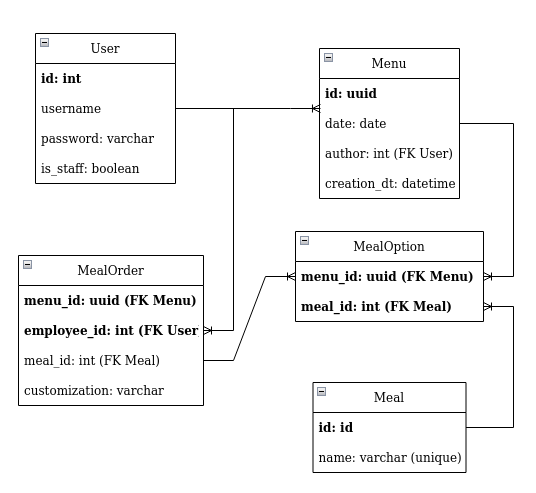 User
id: int
username
password: varchar
is_staff: boolean
Menu
id: uuid
date: date
author: int (FK User)
creation_dt: datetime
MealOrder
menu_id: uuid (FK Menu)
employee_id: int (FK User
meal_id: int (FK Meal)
customization: varchar
MealOption
menu_id: uuid (FK Menu)
meal_id: int (FK Meal)
Meal
id: id
name: varchar (unique)